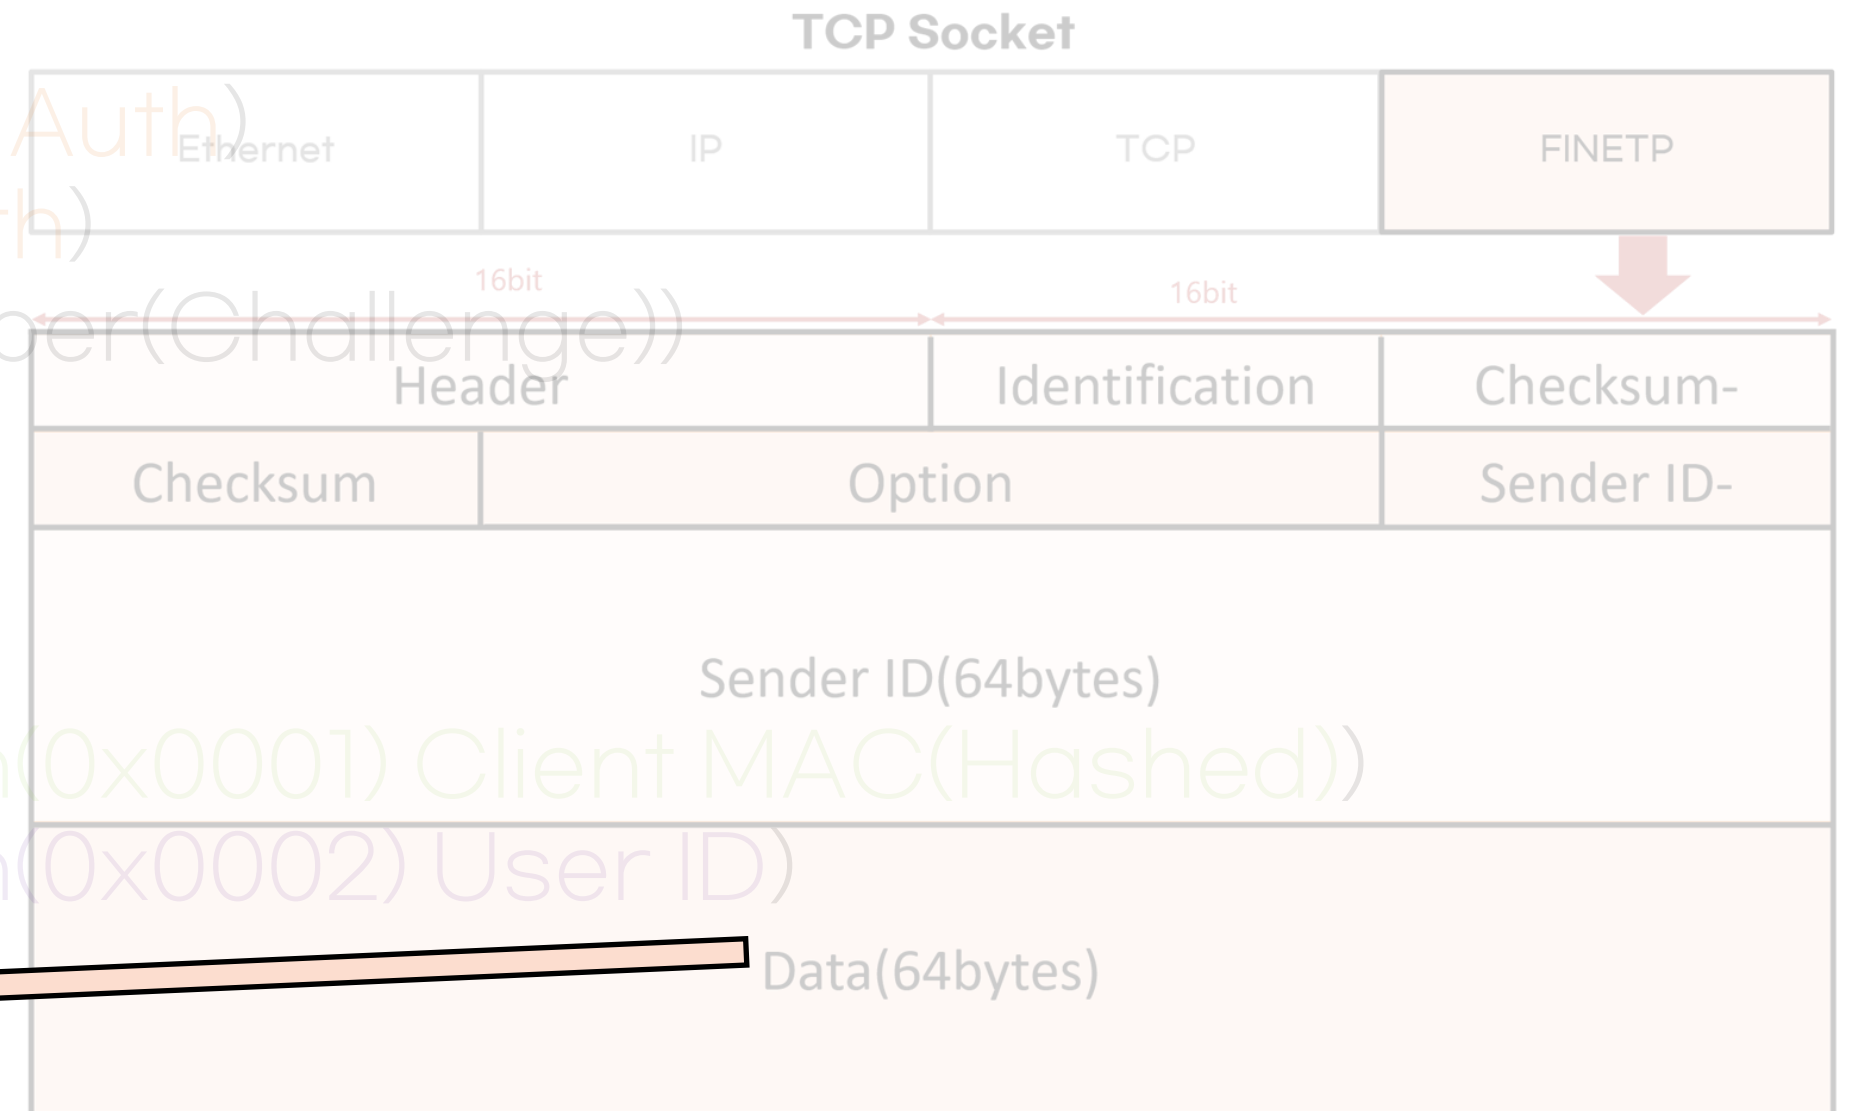 TCP Socket
Auth)
Ethernet
IP
TCP
FINETP
h)
16bit
16bit
er(Challenge))
Header
Identification
Checksum-
Checksum
Option
Sender ID-
Sender ID(64bytes)
(0x0001) Client MAC(Hashed))
(0x0002) User ID)
Data(64bytes)